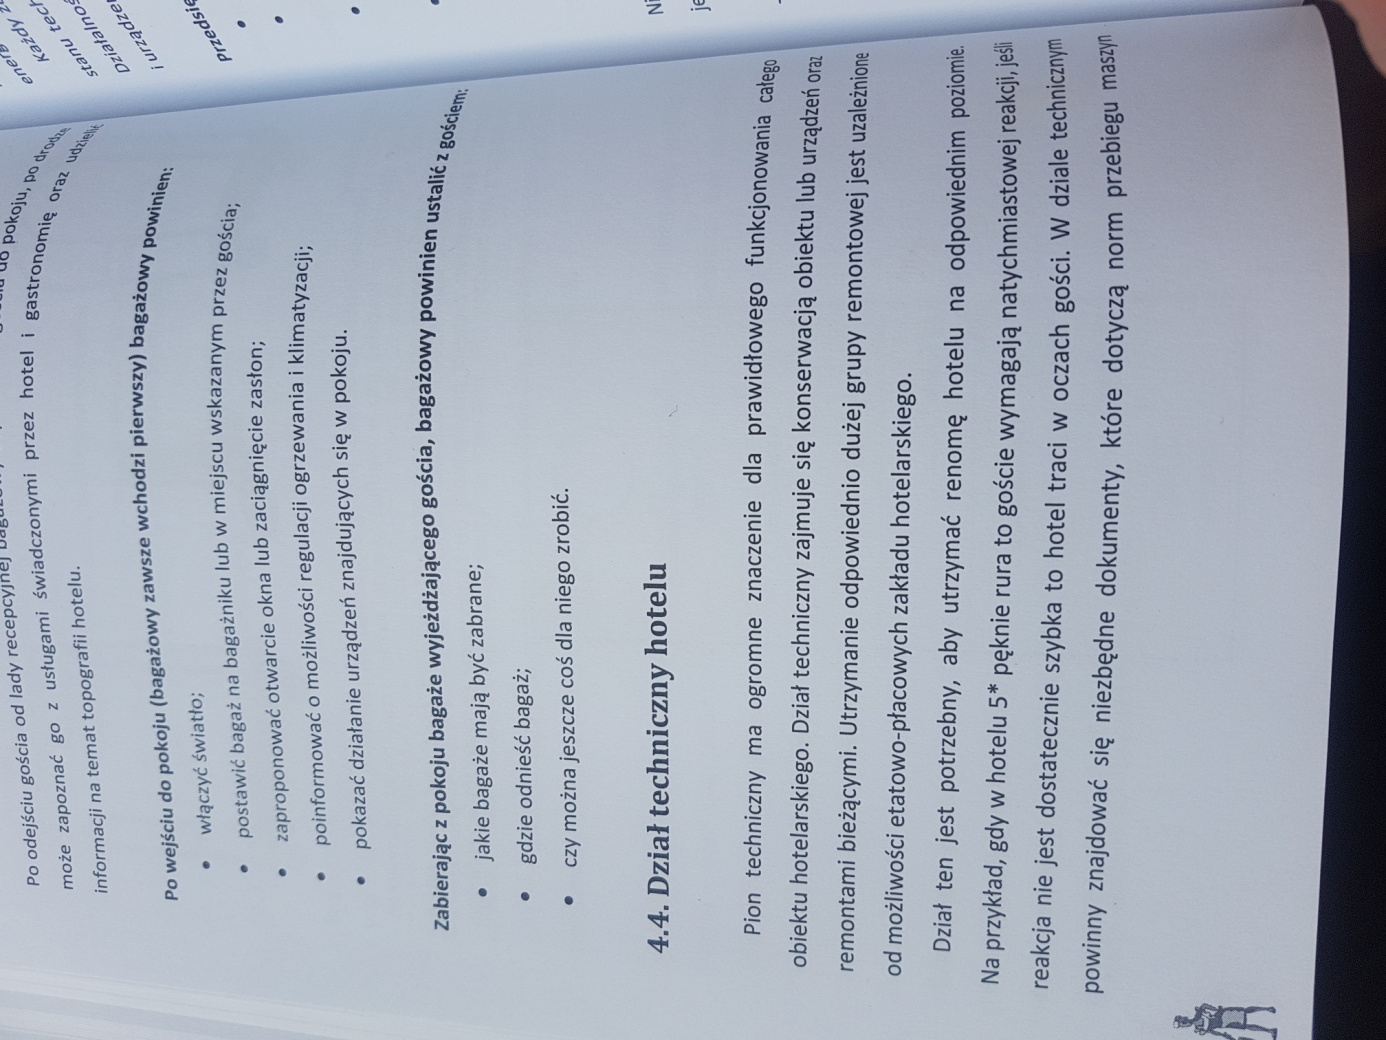 Po odejściu gościa od lady recepcyjnej pokoju, po drodze
może zapoznać go z usługami świadczonymi przez hotel i gastronomię oraz udzielić
informacji na temat topografii hotelu.
Po wejściu do pokoju (bagażowy zawsze wchodzi pierwszy) bagażowy powinien:
• włączyć światło;
• postawić bagaż na bagażniku lub w miejscu wskazanym przez gościa;
• zaproponować otwarcie okna lub zaciągnięcie zasłon;
• poinformować o możliwości regulacji ogrzewania i klimatyzacji;
• pokazać działanie urządzeń znajdujących się w pokoju.
Zabierając z pokoju bagaże wyjeżdżającego gościa, bagażowy powinien ustalić z gościem:
• jakie bagaże mają być zabrane;
• gdzie odnieść bagaż;
• czy można jeszcze coś dla niego zrobić.
4.4. Dział techniczny hotelu
Pion techniczny ma ogromne znaczenie dla prawidłowego funkcjonowania całego
obiektu hotelarskiego. Dział techniczny zajmuje się konserwacją obiektu lub urządzeń oraz
remontami bieżącymi. Utrzymanie odpowiednio dużej grupy remontowej jest uzależnione
od możliwości etatowo-płacowych zakładu hotelarskiego.
Dział ten jest potrzebny, aby utrzymać renomę hotelu na odpowiednim poziomie.
Na przykład, gdy w hotelu 5* pęknie rura to goście wymagają natychmiastowej reakcji, jeśli
reakcja nie jest dostatecznie szybka to hotel traci w oczach gości. W dziale technicznym
powinny znajdować się niezbędne dokumenty, które dotyczą norm przebiegu maszyn
Każdy
stanu
Działalność
i urządzeń